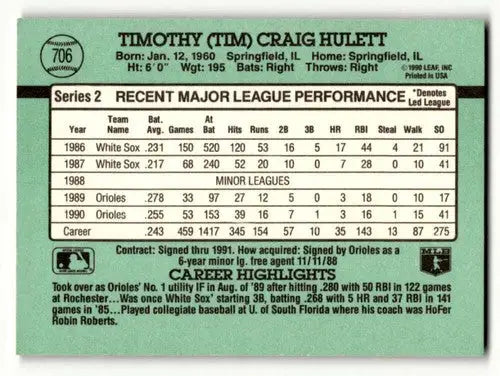 706
TIMOTHY (TIM) CRAIG HULETT
Born: Jan. 12, 1960 Springfield, IL Home: Springfield, IL
Ht: 6'0" Wgt: 195 Bats: Right Throws: Right
©1990 LEAF, INC
Printed in USA
Series 2 RECENT MAJOR LEAGUE PERFORMANCE *Denotes Led League
Year Team Name Bat. Avg. Games At Bat Hits Runs 2B 3B HR RBI Steal Walk SO
1986 White Sox .231 150 520 120 53 16 5 17 44 4 21 91
1987 White Sox .217 68 240 52 20 10 0 7 28 0 10 41
1988 MINOR LEAGUES
1989 Orioles .278 33 97 27 12 5 0 3 18 0 10 17
1990 Orioles .255 53 153 39 16 7 1 3 16 1 15 41
Career .243 459 1417 345 154 57 10 35 143 13 87 275
Contract: Signed thru 1991. How acquired: Signed by Orioles as a
6-year minor lg. free agent 11/11/88
MLB
CAREER HIGHLIGHTS
Took over as Orioles' No. 1 utility IF in Aug. of '89 after hitting .280 with 50 RBI in 122 games
at Rochester...Was once White Sox' starting 3B, batting .268 with 5 HR and 37 RBI in 141
games in '85...Played collegiate baseball at U. of South Florida where his coach was HoFer
Robin Roberts.